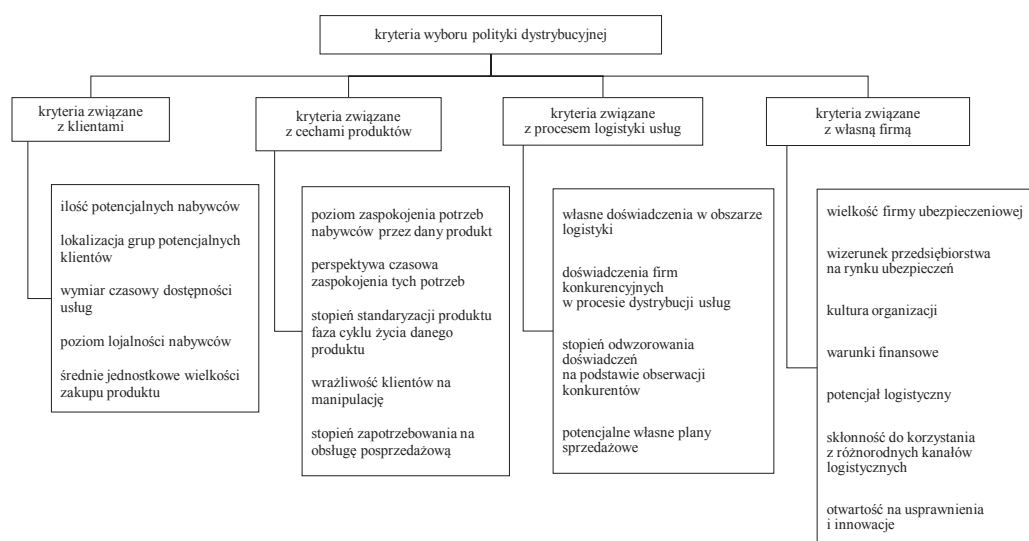 kryteria wyboru polityki dystrybucyjnej
kryteria związane
z klientami
ilość potencjalnych nabywców
lokalizacja grup potencjalnych
klientów
wymiar czasowy dostępności
usług
poziom lojalności nabywców
średnie jednostkowe wielkości
zakupu produktu
kryteria związane
z cechami produktów
poziom zaspokojenia potrzeb
nabywców przez dany produkt
perspektywa czasowa
zaspokojenia tych potrzeb
stopień standaryzacji produktu
faza cyklu życia danego
produktu
wrażliwość klientów na
manipulację
stopień zapotrzebowania na
obsługę posprzedażową
kryteria związane
z procesem logistyki usług
własne doświadczenia w obszarze
logistyki
doświadczenia firm
konkurencyjnych
w procesie dystrybucji usług
stopień odwzorowania
doświadczeń
na podstawie obserwacji
konkurentów
potencjalne własne plany
sprzedażowe
kryteria związane
z własną firmą
wielkość firmy ubezpieczeniowej
wizerunek przedsiębiorstwa
na rynku ubezpieczeń
kultura organizacji
warunki finansowe
potencjał logistyczny
skłonność do korzystania
z różnorodnych kanałów
logistycznych
otwartość na usprawnienia
i innowacje